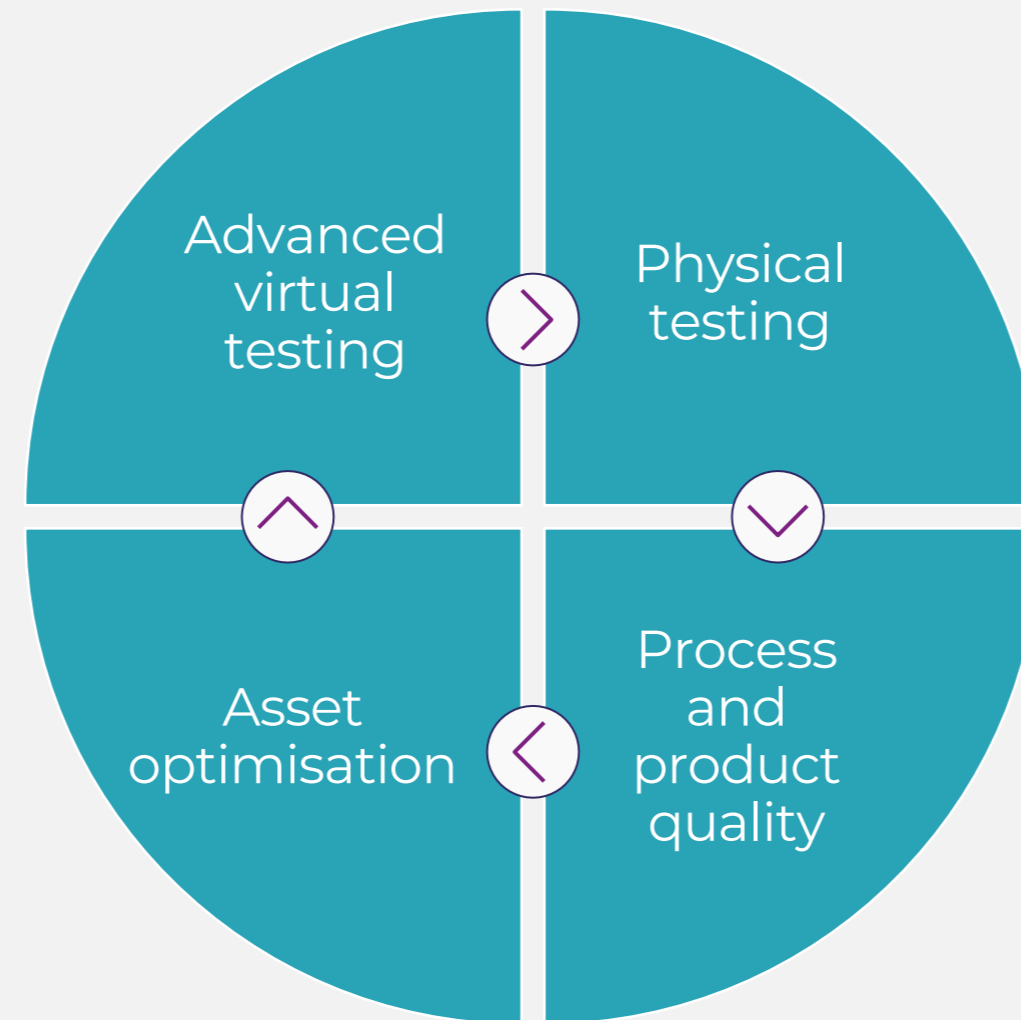 Advanced
virtual
testing
Physical
testing
Process
and
product
quality
Asset
optimisation